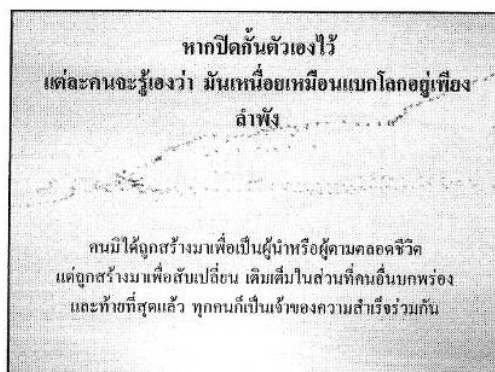 หากปิดกั้นตัวเองไว้
แต่ละคนจะรู้เองว่า มันเหนื่อยเหมือนแบกโลกอยู่เพียง
ลำพัง
คนมิได้ถูกสร้างมาเพื่อเป็นผู้นำหรือผู้ตามตลอดชีวิต
แต่ถูกสร้างมาเพื่อสับเปลี่ยน เติมเต็มในส่วนที่คนอื่นบกพร่อง
และท้ายที่สุดแล้ว ทุกคนก็เป็นเจ้าของความสำเร็จร่วมกัน